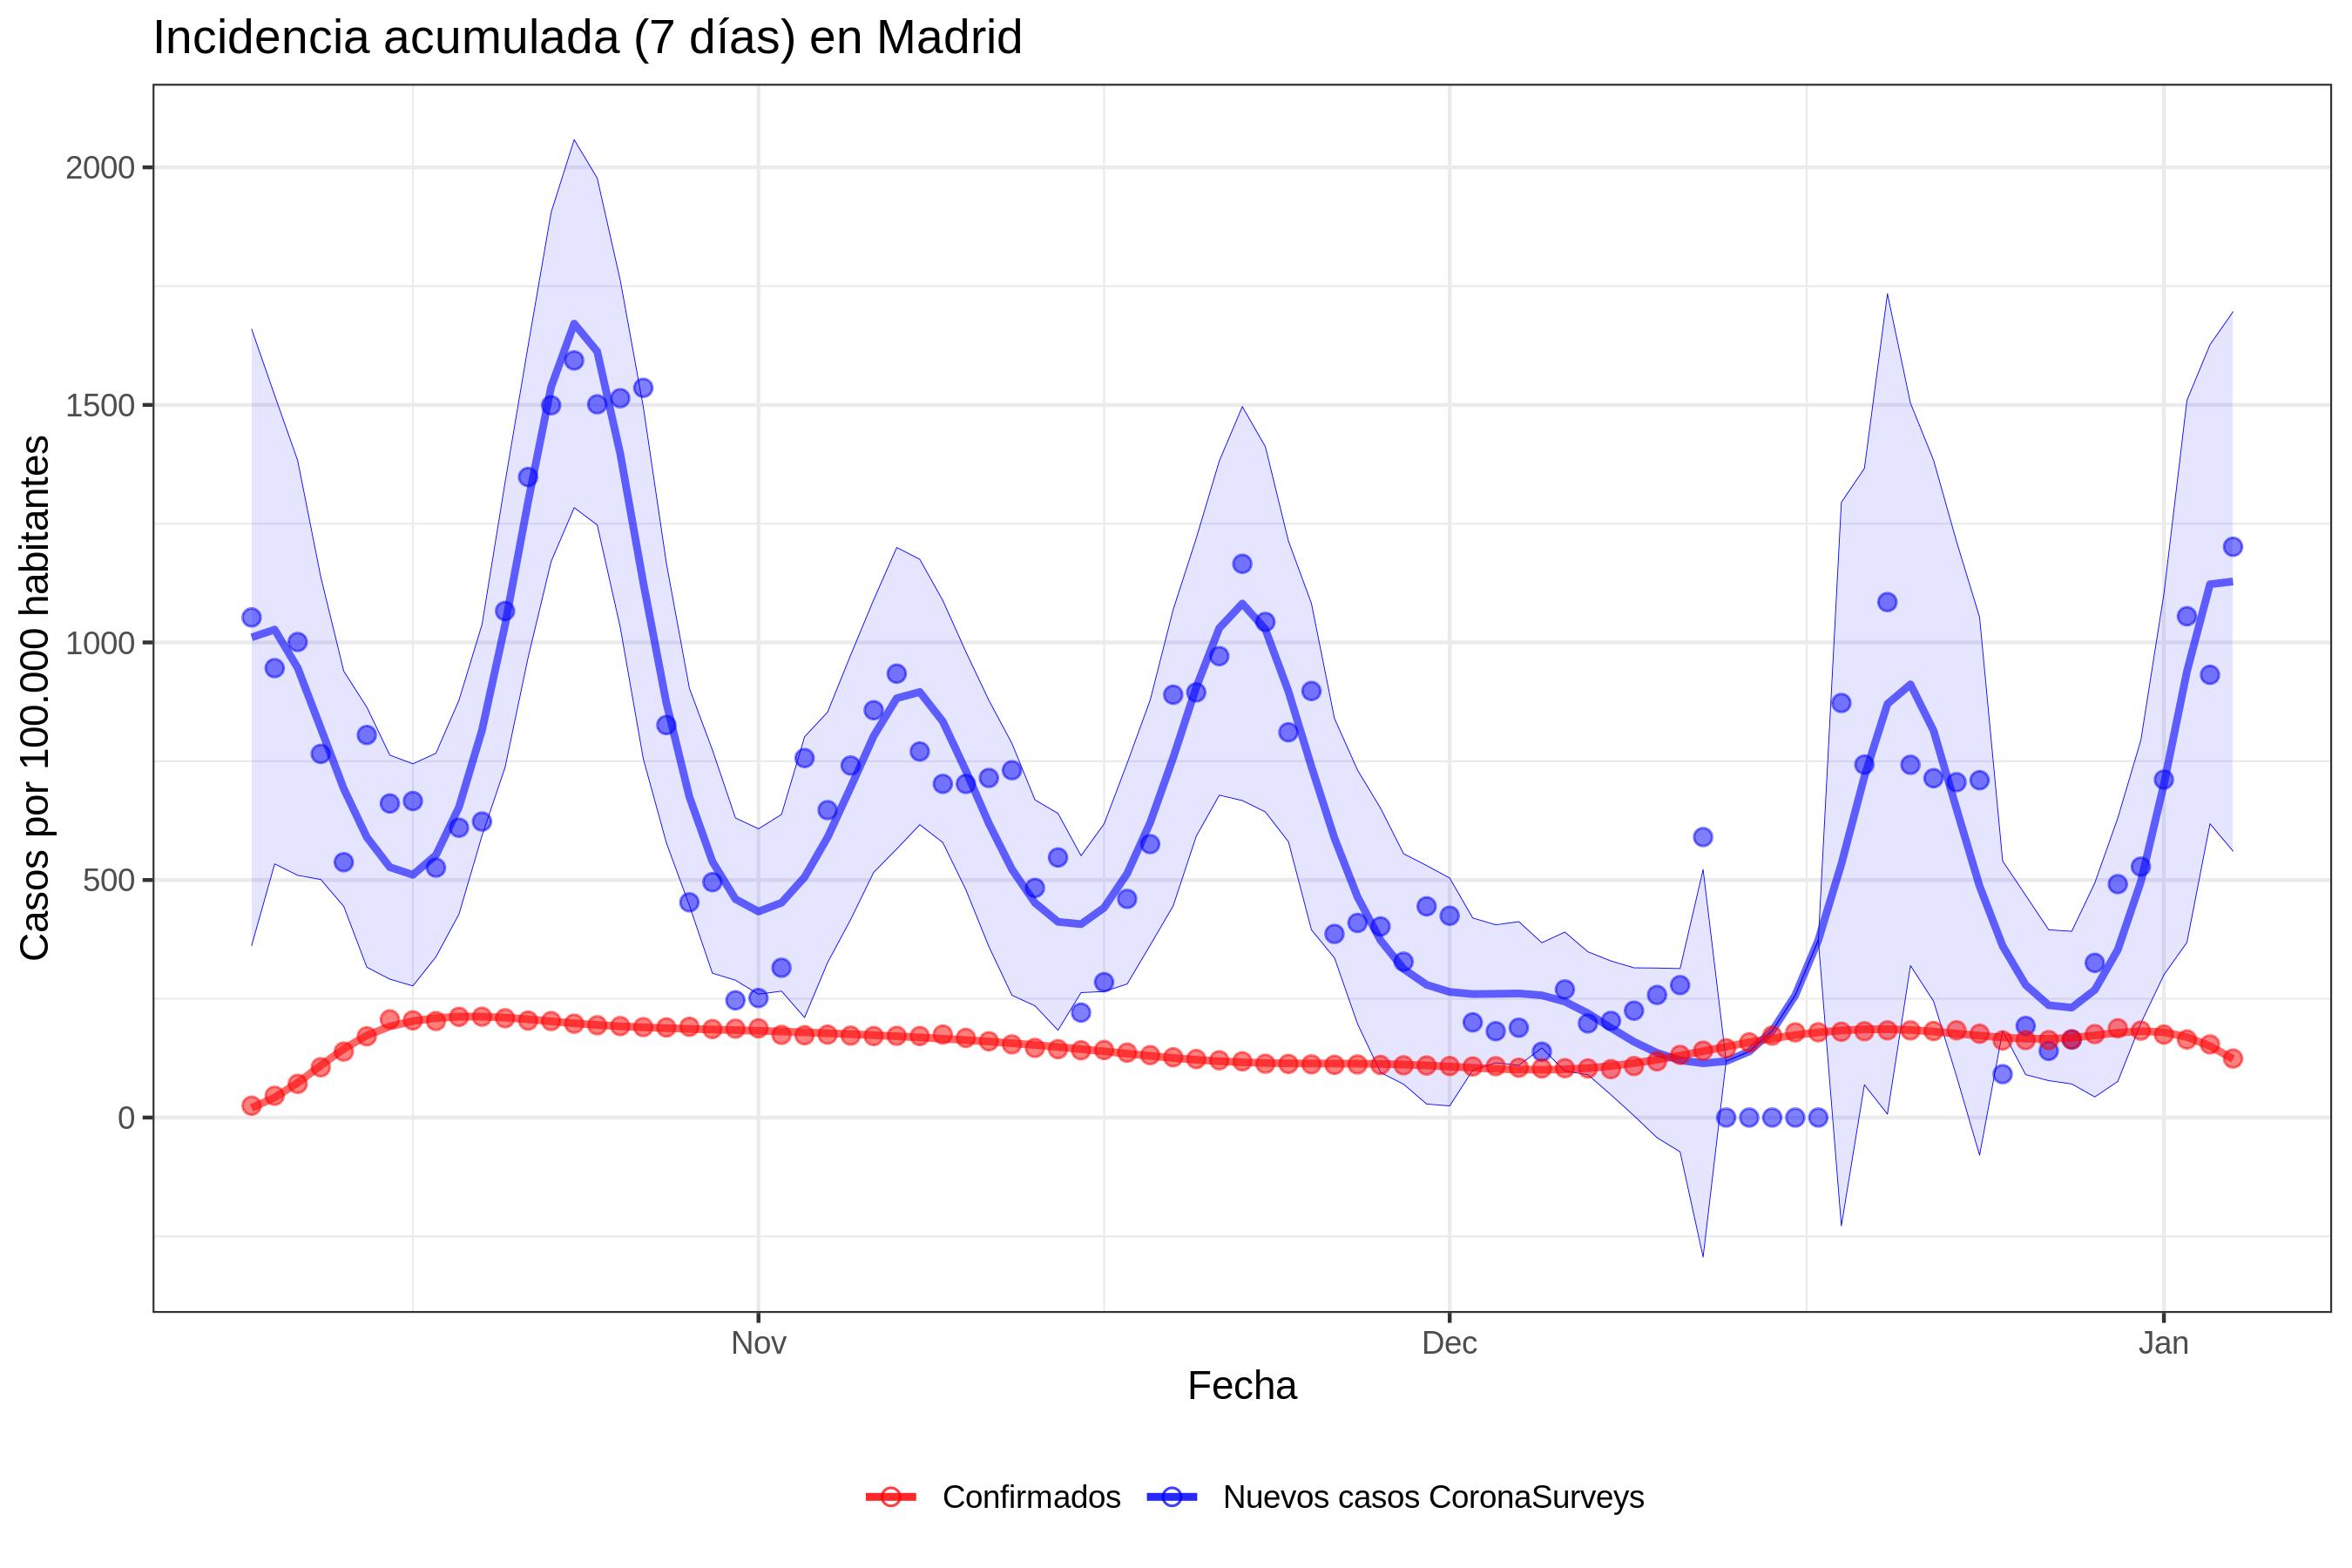 Incidencia acumulada (7 días) en Madrid
Casos por 100.000 habitantes
2000
1500
1000
500
0
Nov Dec Jan
Fecha
Confirmados Nuevos casos CoronaSurveys